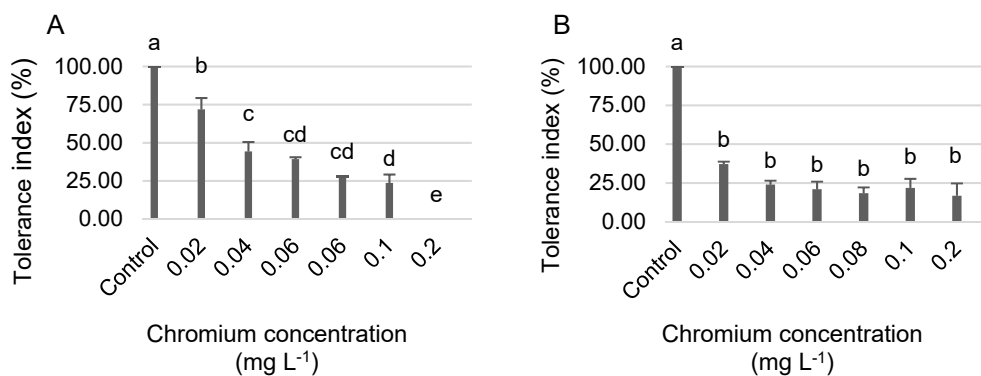 A
Tolerance index (%)
100.00
75.00
50.00
25.00
0.00
a
b
c
cd
cd
d
e
Control
0.02
0.04
0.06
0.06
0.1
0.2
Chromium concentration
(mg L⁻¹)
B
Tolerance index (%)
100.00
75.00
50.00
25.00
0.00
a
b
b
b
b
b
b
Control
0.02
0.04
0.06
0.08
0.1
0.2
Chromium concentration
(mg L⁻¹)